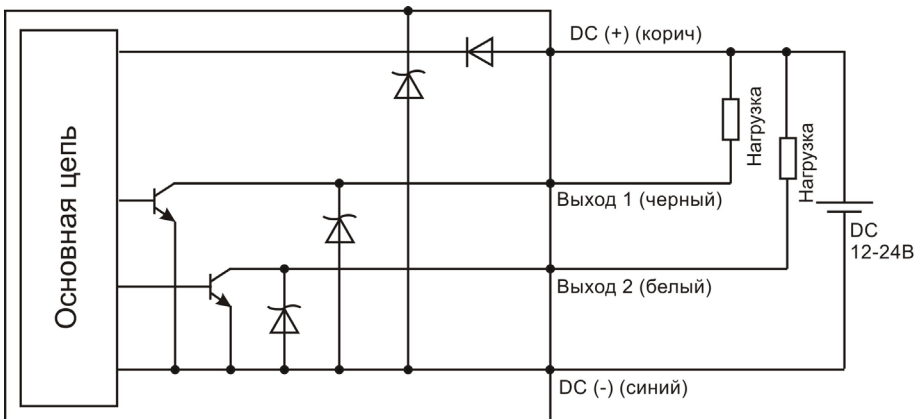 DC (+) (корич)
Основная цепь
Нагрузка
Нагрузка
Выход 1 (черный)
DC
12-24В
Выход 2 (белый)
DC (-) (синий)